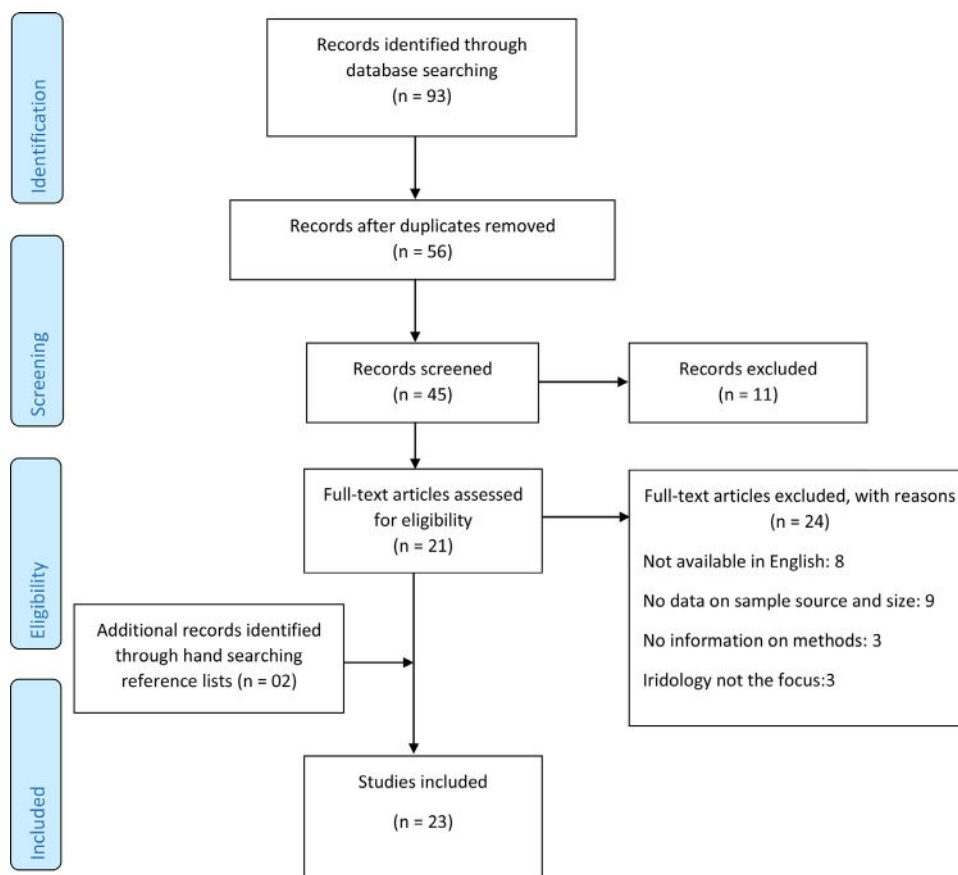 Identification
Records identified through
database searching
(n = 93)
Records after duplicates removed
(n = 56)
Screening
Records screened
(n = 45)
Records excluded
(n = 11)
Eligibility
Full-text articles assessed
for eligibility
(n = 21)
Full-text articles excluded, with reasons
(n = 24)
Not available in English: 8
No data on sample source and size: 9
No information on methods: 3
Iridology not the focus:3
Additional records identified
through hand searching
reference lists (n = 02)
Included
Studies included
(n = 23)